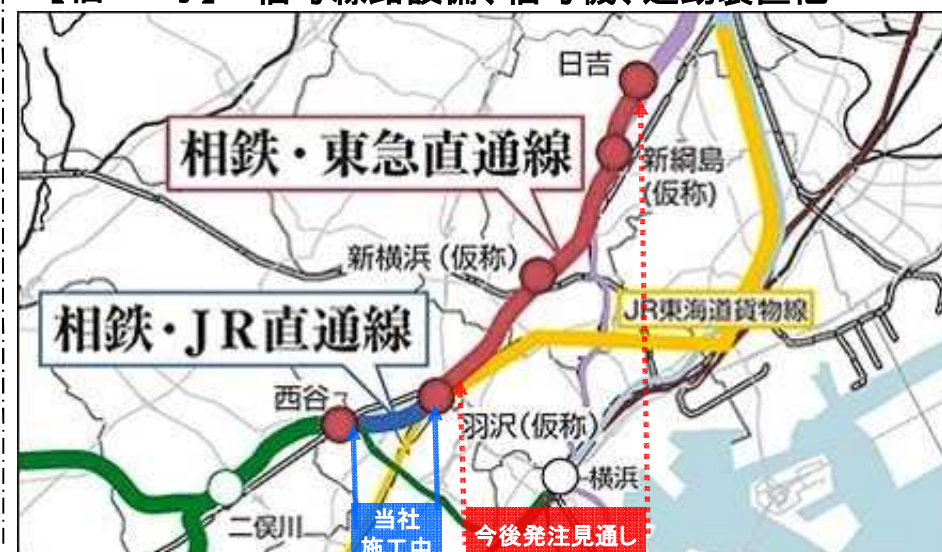 日吉
相鉄・東急直通線
新綱島
(仮称)
新横浜（仮称）
JR東海道貨物線
相鉄・JR直通線
西谷
羽沢（仮称）
横浜
二俣川
当社
施工中
今後発注見通し